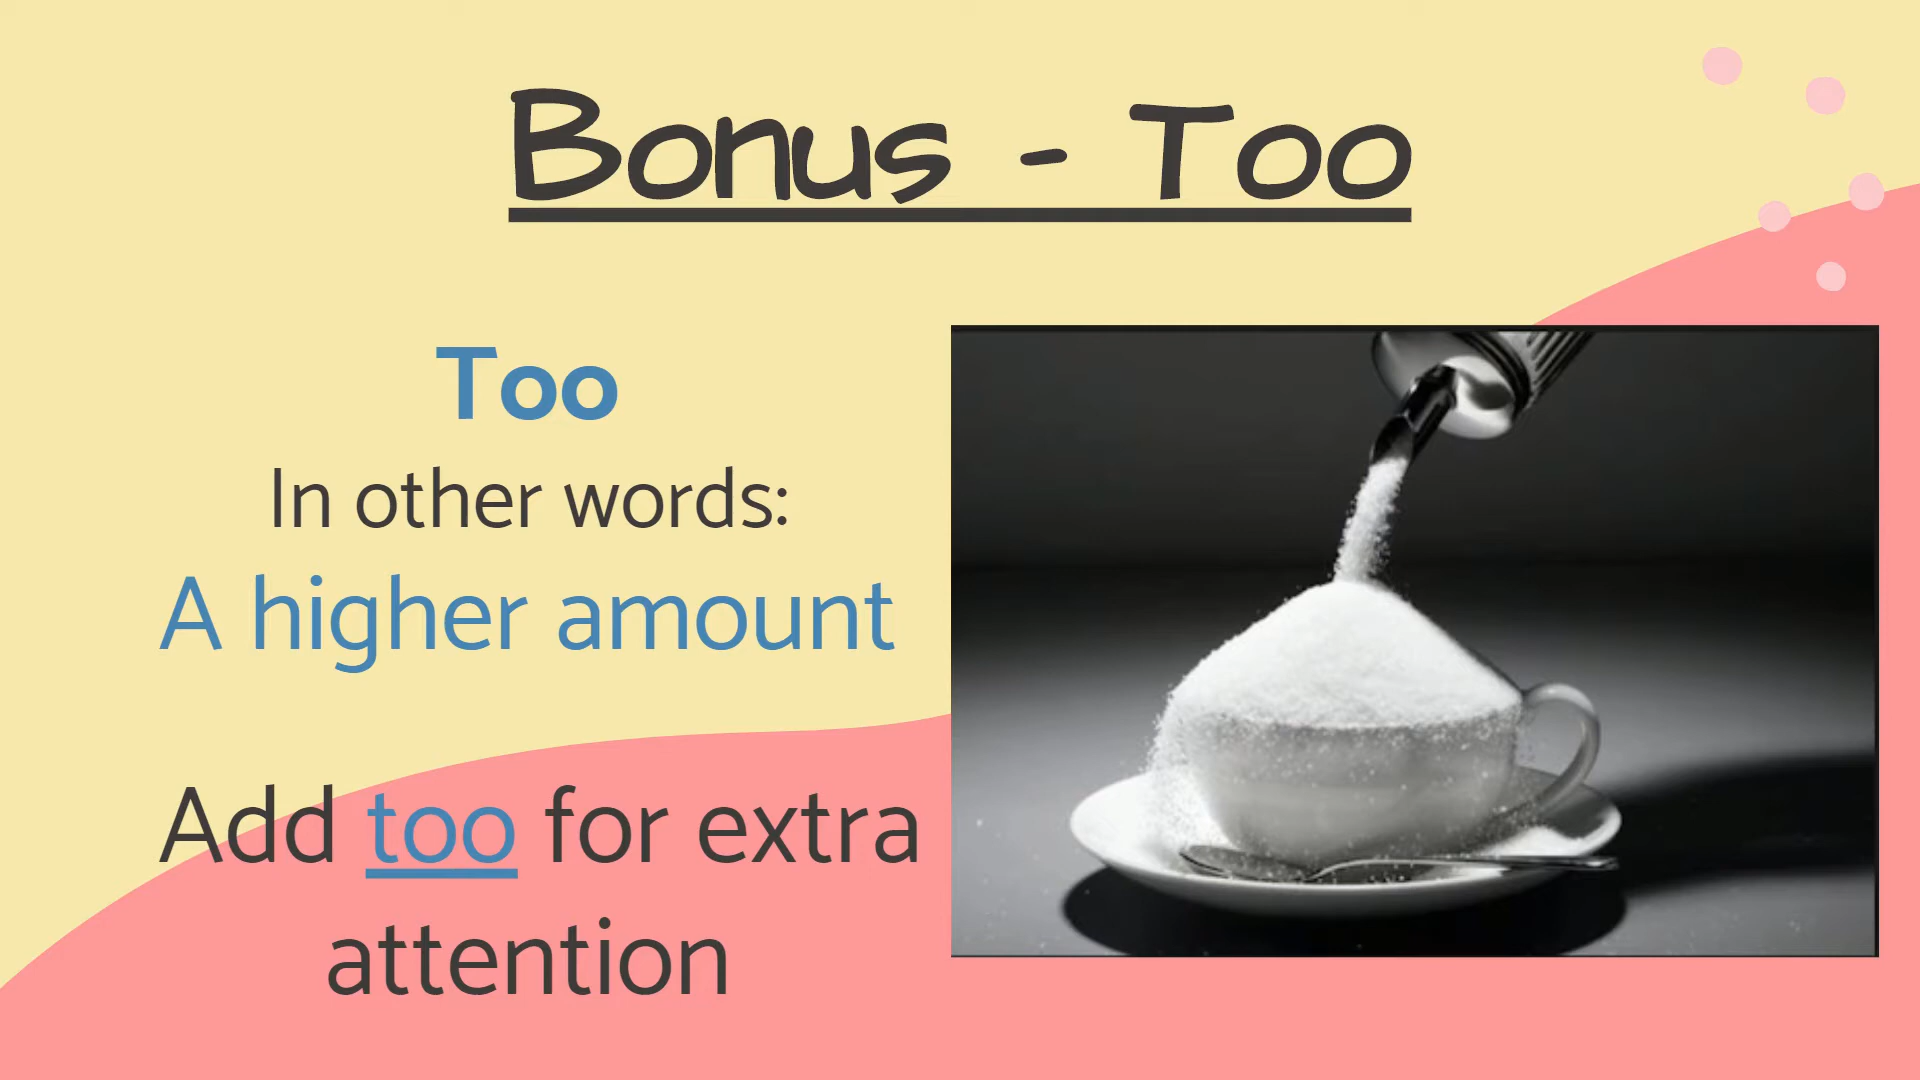 Bonus - Too
Too
In other words:
A higher amount
Add too for extra
attention